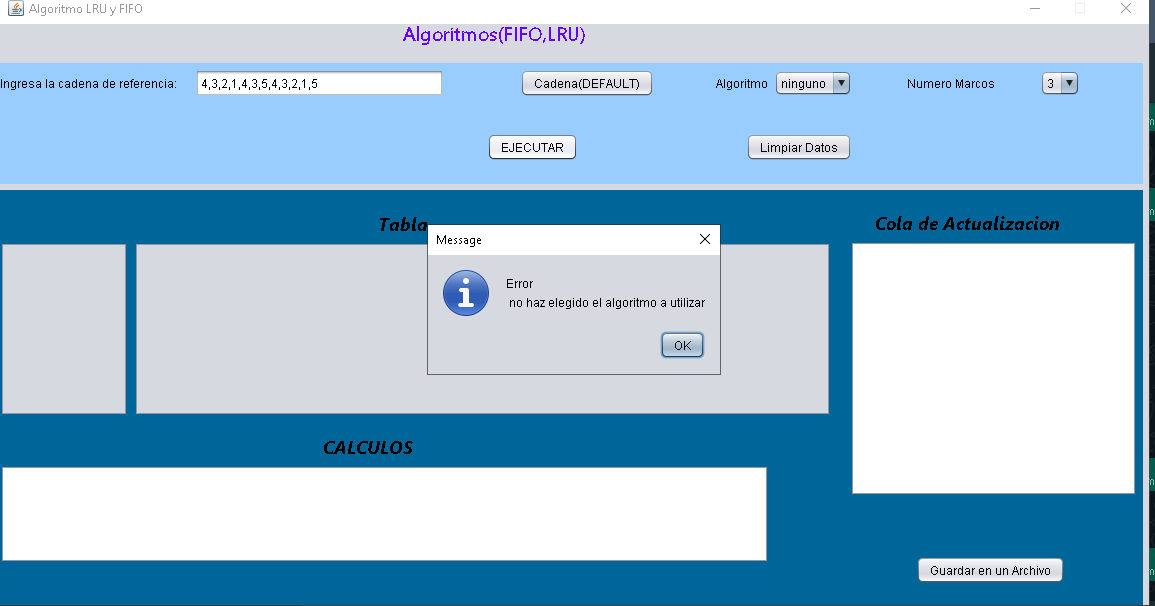 Algoritmo LRU y FIFO
Algoritmos(FIFO,LRU)
Ingresa la cadena de referencia: 4,3,2,1,4,3,5,4,3,2,1,5 Cadena(DEFAULT) Algoritmo ninguno Numero Marcos 3
EJECUTAR Limpiar Datos
Tabla Cola de Actualizacion
Message
Error
no haz elegido el algoritmo a utilizar
OK
CALCULOS
Guardar en un Archivo